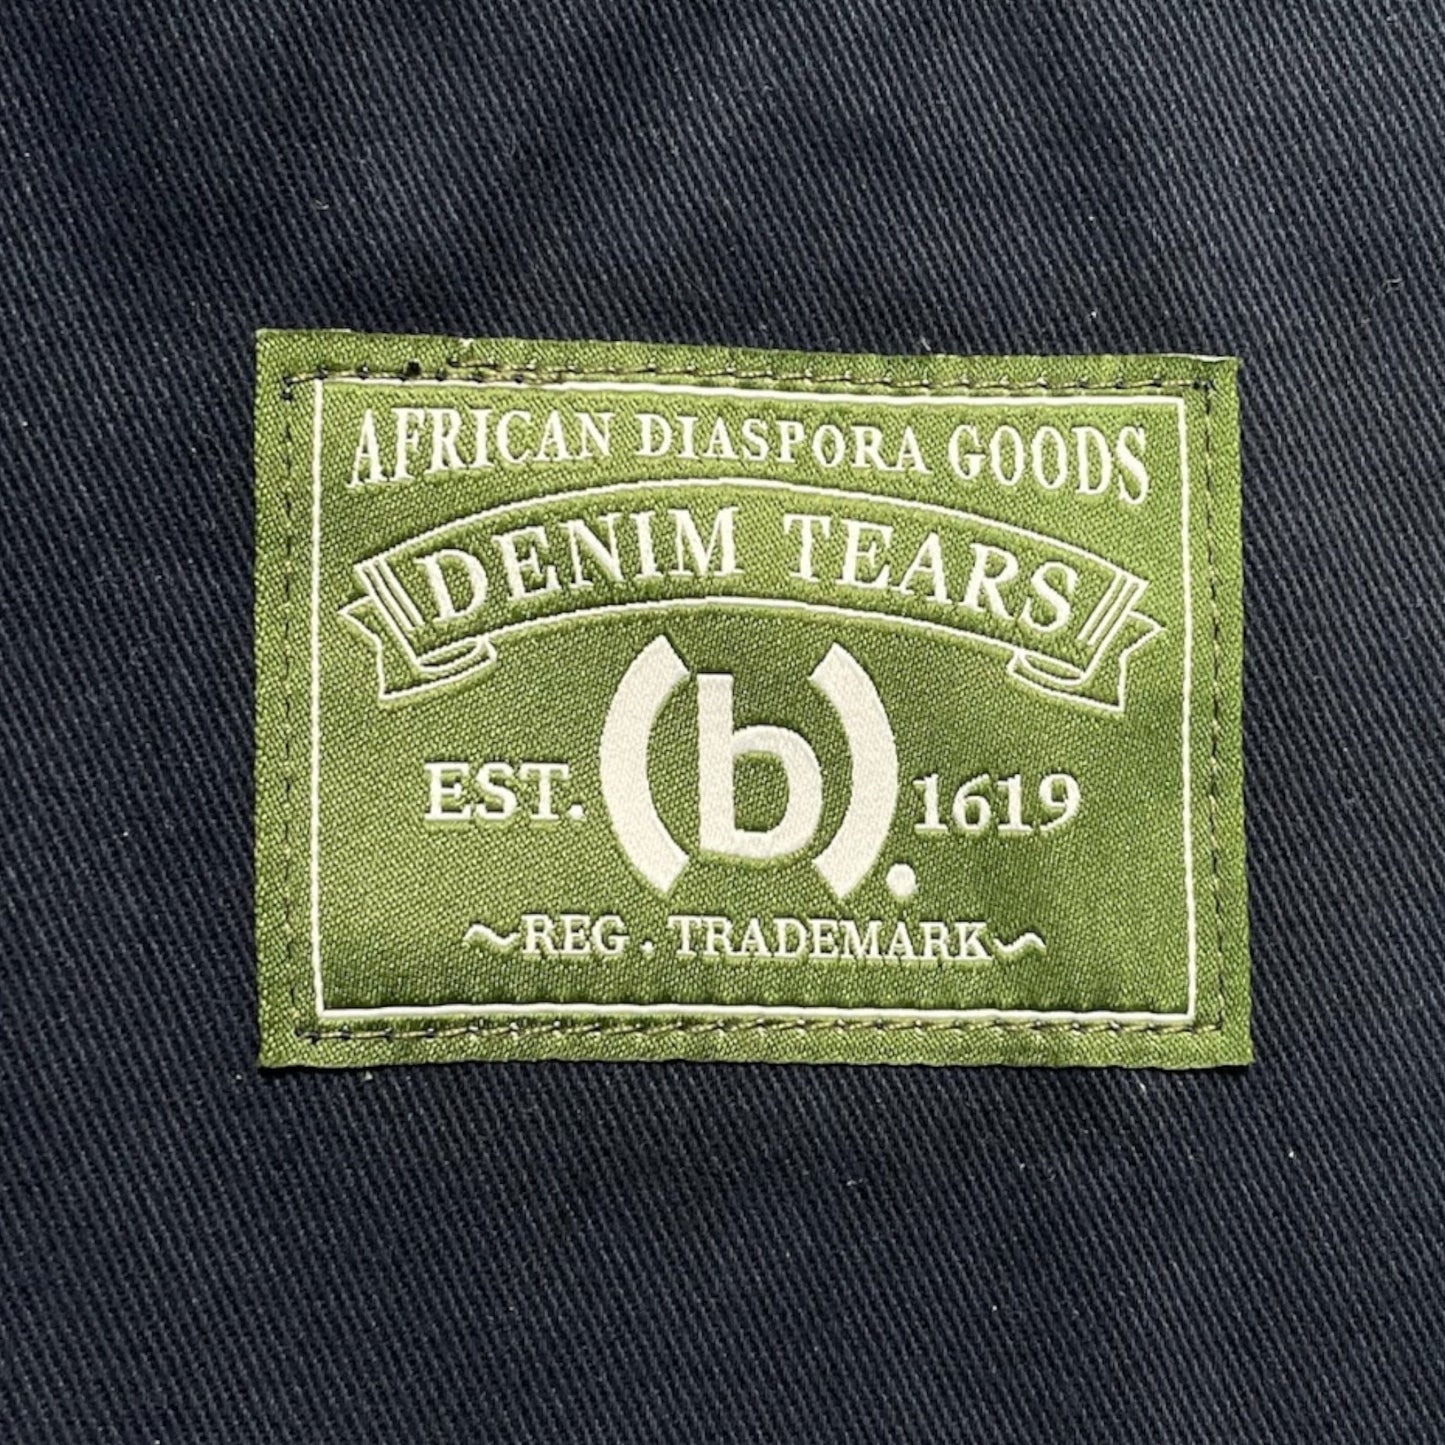 AFRICAN DIASPORA GOODS
DENIM TEARS
EST. (b). 1619
~REG . TRADEMARK~